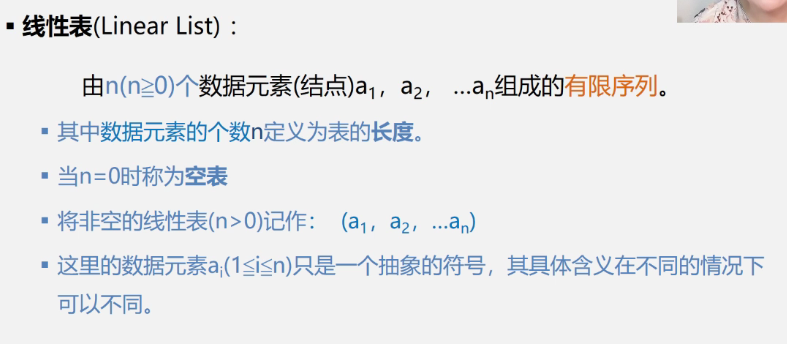 ▪ 线性表(Linear List)：
由n(n≧0)个数据元素(结点)a₁，a₂， …aₙ组成的有限序列。
▪ 其中数据元素的个数n定义为表的长度。
▪ 当n=0时称为空表
▪ 将非空的线性表(n>0)记作： (a₁，a₂，…aₙ)
▪ 这里的数据元素aᵢ(1≦i≦n)只是一个抽象的符号，其具体含义在不同的情况下
可以不同。